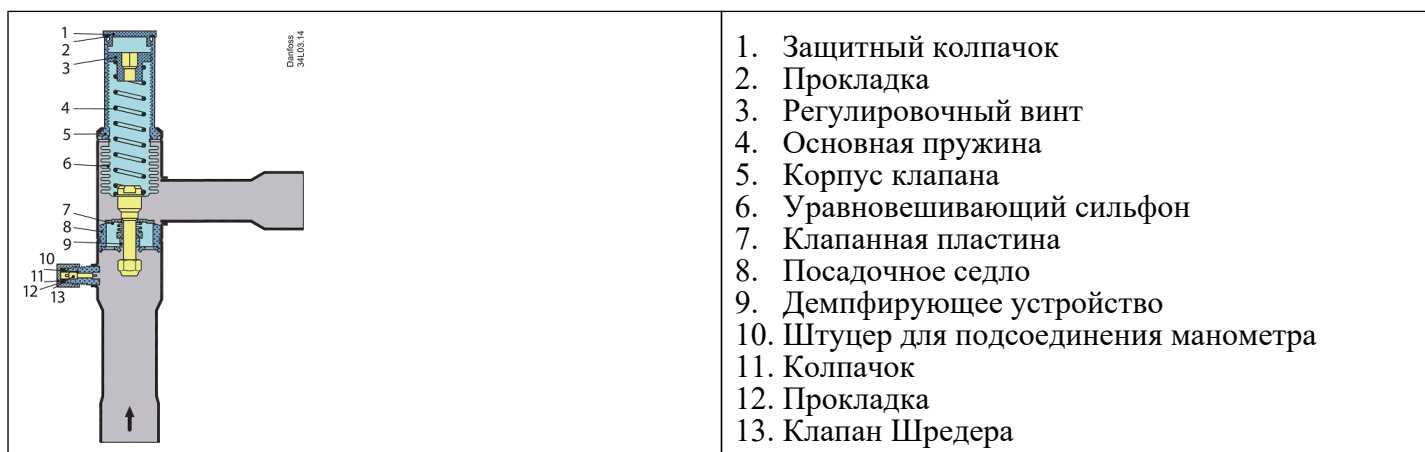 Danfoss
34L03.14
1
2
3
4
5
6
7
8
9
10
11
12
13
1. Защитный колпачок
2. Прокладка
3. Регулировочный винт
4. Основная пружина
5. Корпус клапана
6. Уравновешивающий сильфон
7. Клапанная пластина
8. Посадочное седло
9. Демпфирующее устройство
10. Штуцер для подсоединения манометра
11. Колпачок
12. Прокладка
13. Клапан Шредера